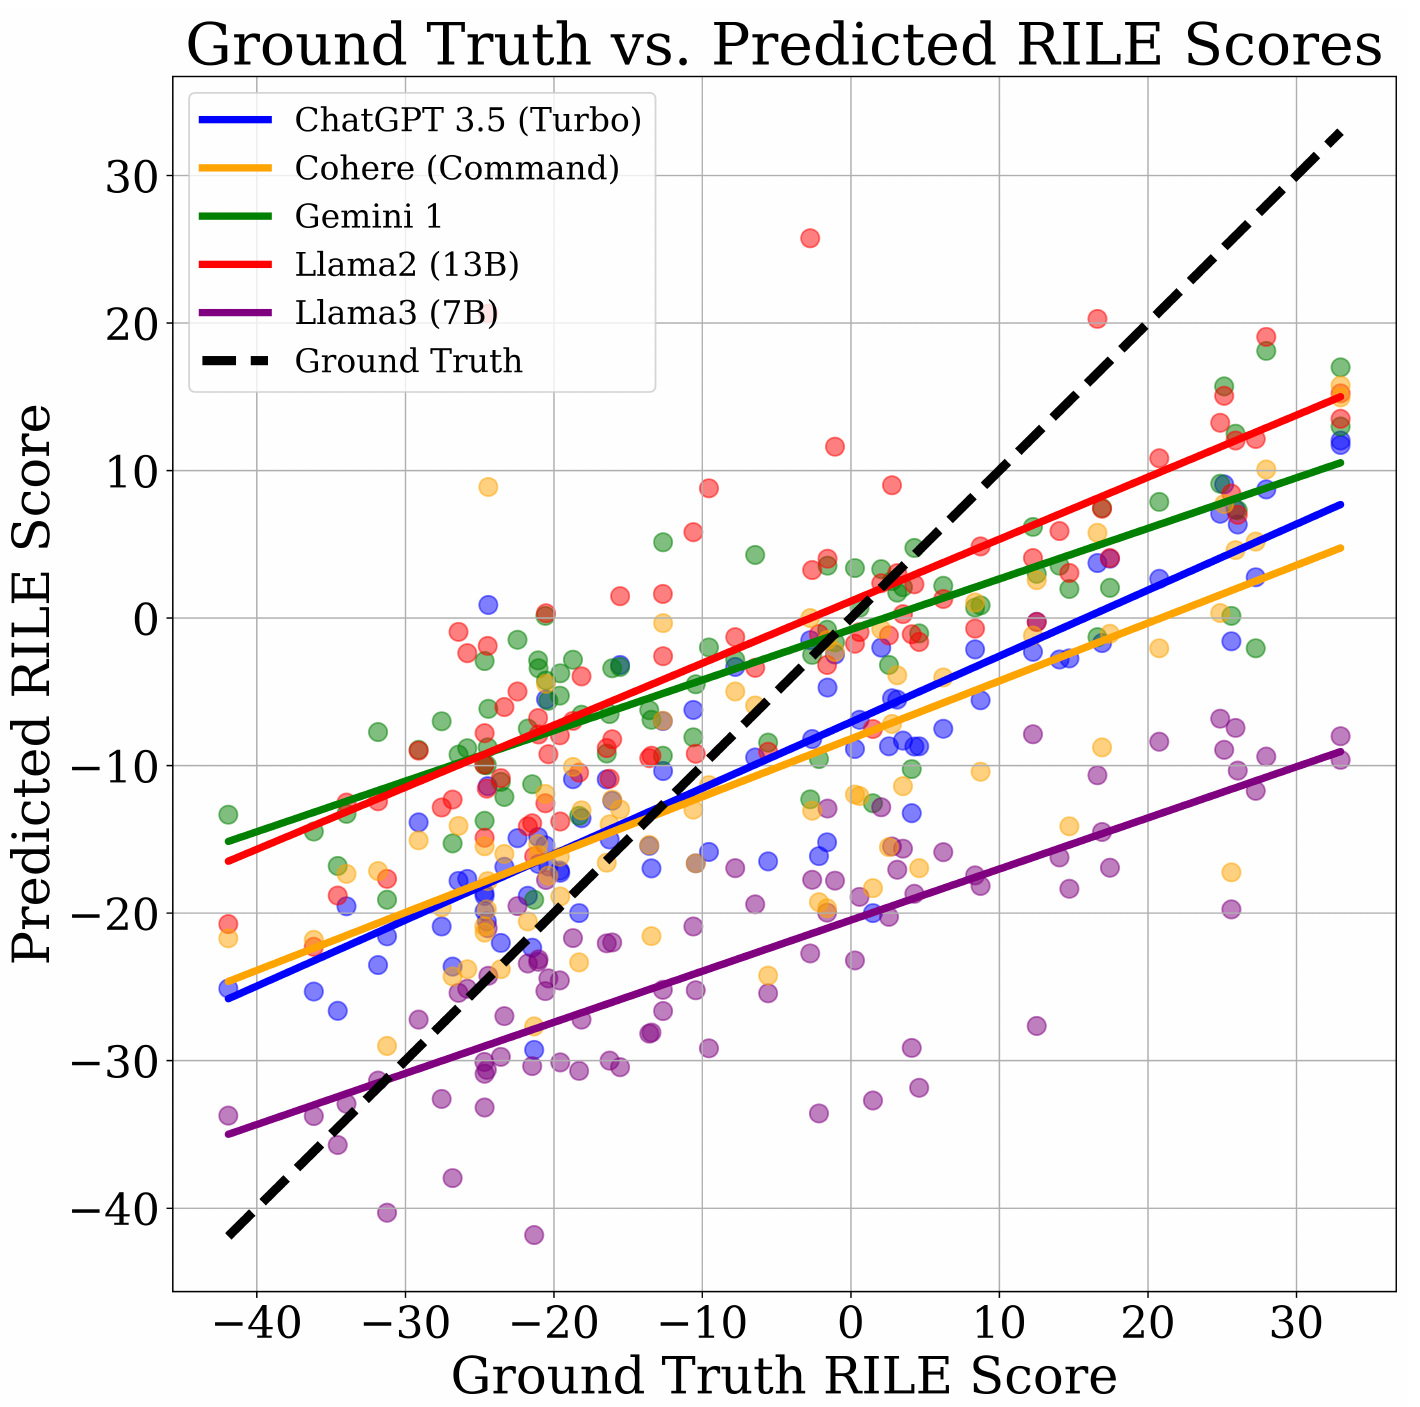 Ground Truth vs. Predicted RILE Scores
ChatGPT 3.5 (Turbo)
Cohere (Command)
Gemini 1
Llama2 (13B)
Llama3 (7B)
Ground Truth
Predicted RILE Score
30
20
10
0
−10
−20
−30
−40
−40
−30
−20
−10
0
10
20
30
Ground Truth RILE Score